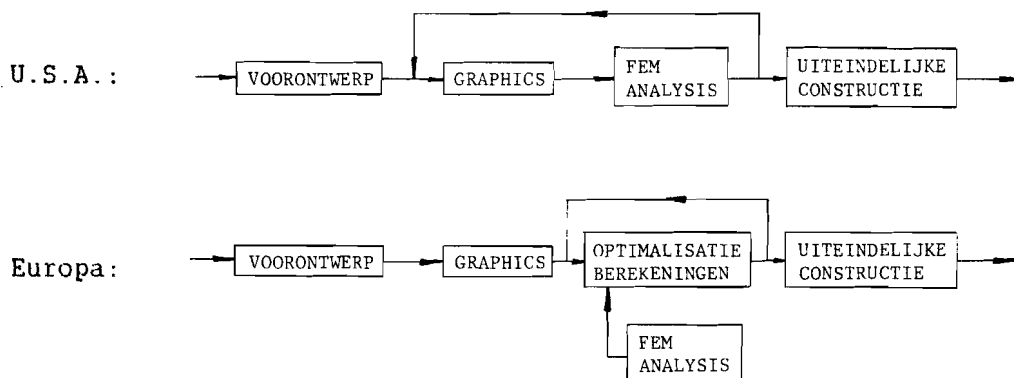 U.S.A.:
VOORONTWERP
GRAPHICS
FEM
ANALYSIS
UITEINDELIJKE
CONSTRUCTIE
Europa:
VOORONTWERP
GRAPHICS
OPTIMALISATIE
BEREKENINGEN
UITEINDELIJKE
CONSTRUCTIE
FEM
ANALYSIS